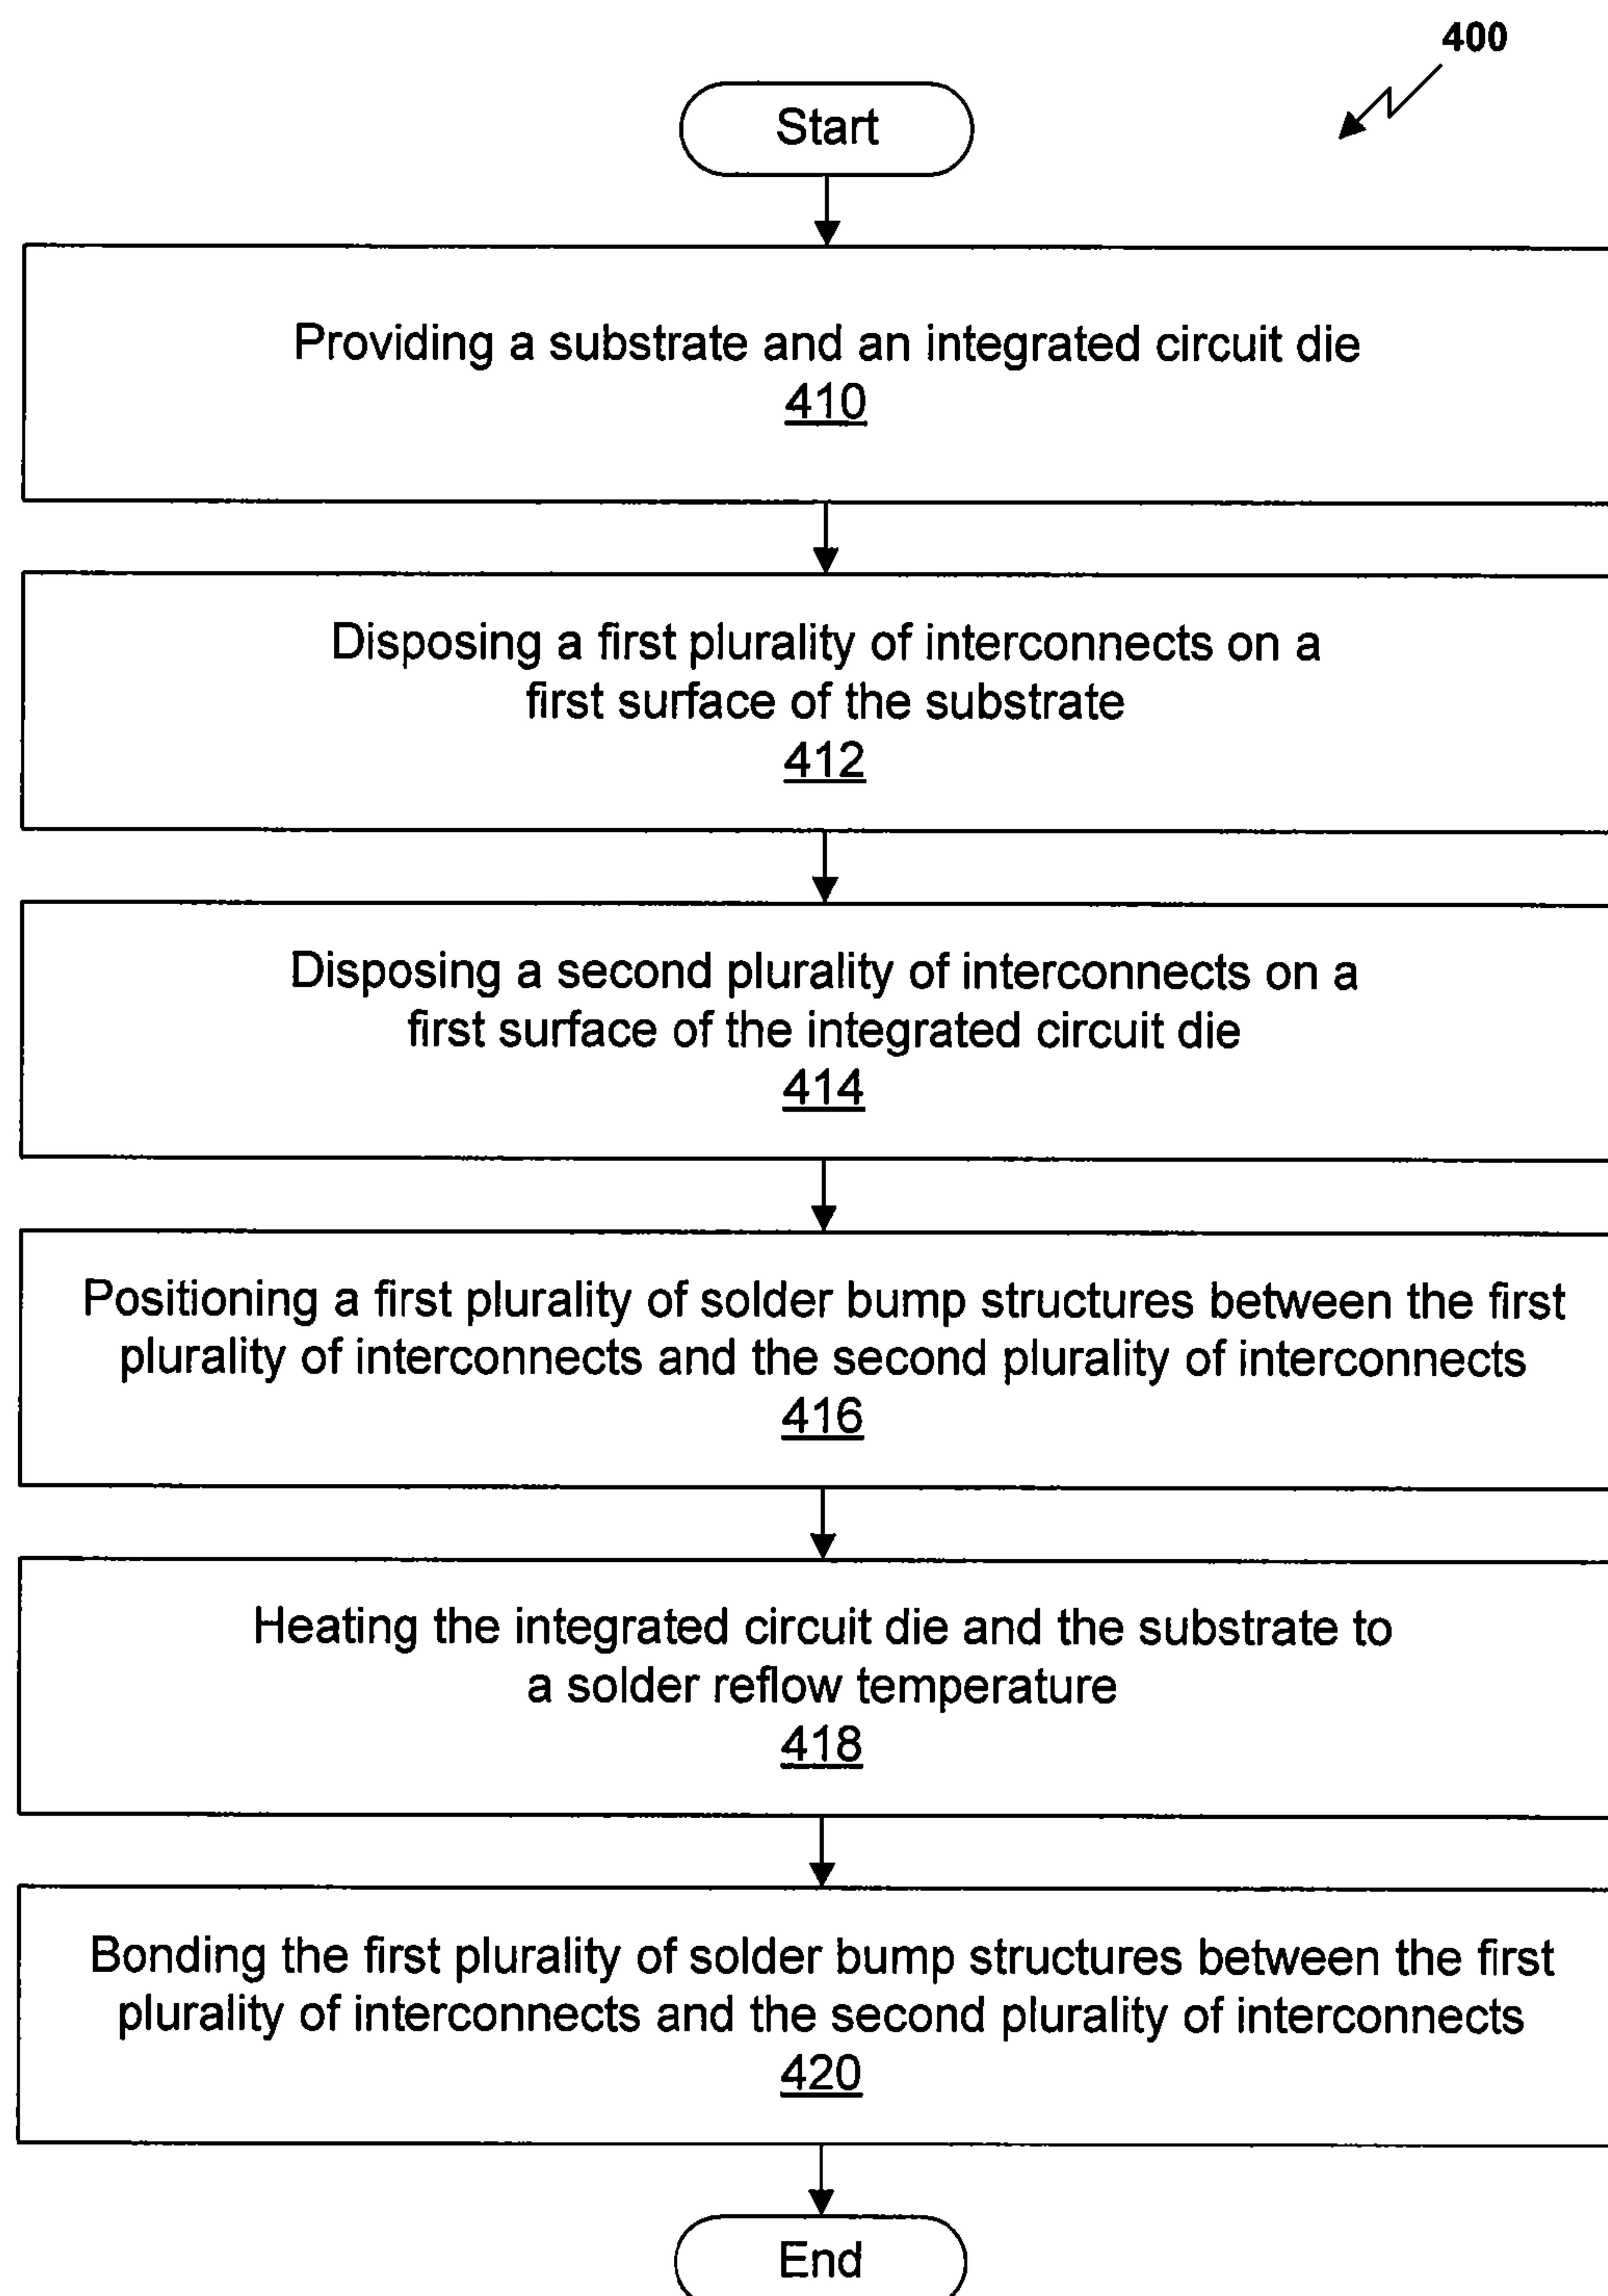 400
Start
Providing a substrate and an integrated circuit die
410
Disposing a first plurality of interconnects on a
first surface of the substrate
412
Disposing a second plurality of interconnects on a
first surface of the integrated circuit die
414
Positioning a first plurality of solder bump structures between the first
plurality of interconnects and the second plurality of interconnects
416
Heating the integrated circuit die and the substrate to
a solder reflow temperature
418
Bonding the first plurality of solder bump structures between the first
plurality of interconnects and the second plurality of interconnects
420
End